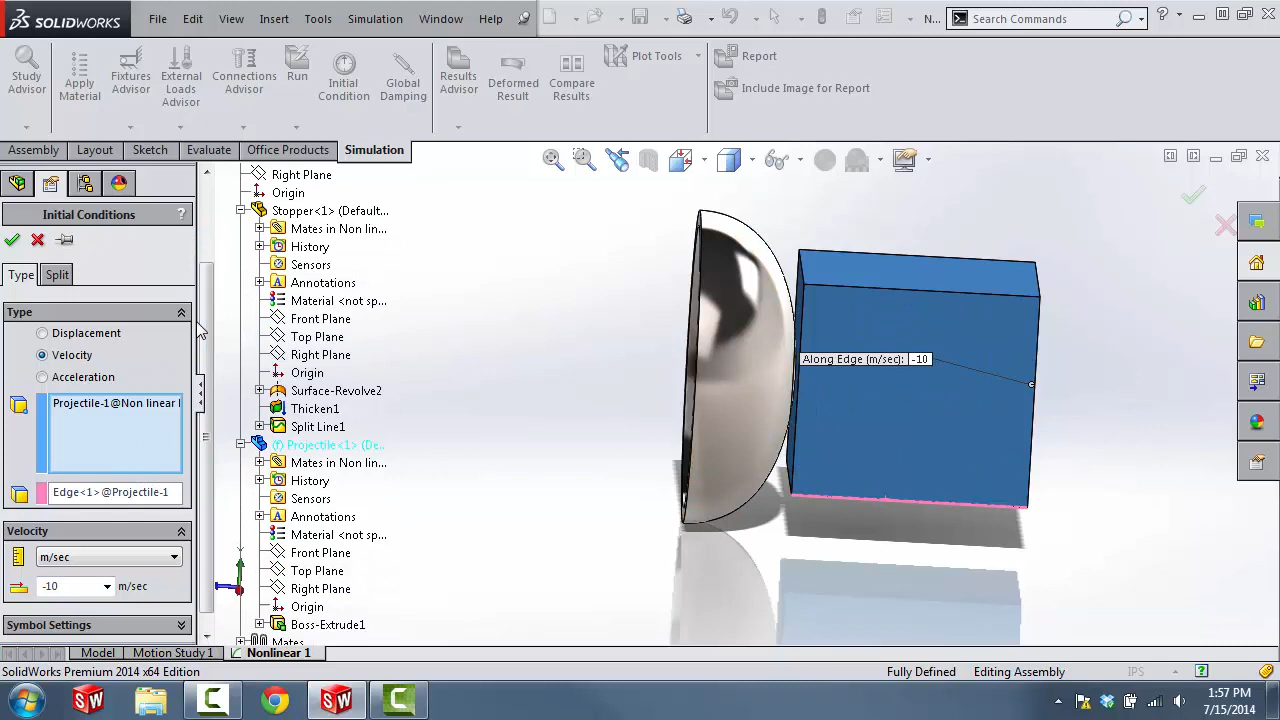 SOLIDWORKS File Edit View Insert Tools Simulation Window Help N... Search Commands
Study Advisor
Apply Material
Fixtures Advisor
External Loads Advisor
Connections Advisor
Run
Initial Condition
Global Damping
Results Advisor
Deformed Result
Compare Results
Plot Tools
Report
Include Image for Report
Assembly Layout Sketch Evaluate Office Products Simulation
Initial Conditions ?
Type Split
Type
Displacement
Velocity
Acceleration
Projectile-1@Non linear
Edge<1>@Projectile-1
Velocity
m/sec
-10 m/sec
Symbol Settings
Right Plane
Origin
Stopper<1> (Default...
Mates in Non lin...
History
Sensors
Annotations
Material <not sp...
Front Plane
Top Plane
Right Plane
Origin
Surface-Revolve2
Thicken1
Split Line1
(f) Projectile<1> (De...
Mates in Non lin...
History
Sensors
Annotations
Material <not sp...
Front Plane
Top Plane
Right Plane
Origin
Boss-Extrude1
Mates
Along Edge (m/sec): -10
Model Motion Study 1 Nonlinear 1
SolidWorks Premium 2014 x64 Edition Fully Defined Editing Assembly IPS ?
1:57 PM
7/15/2014